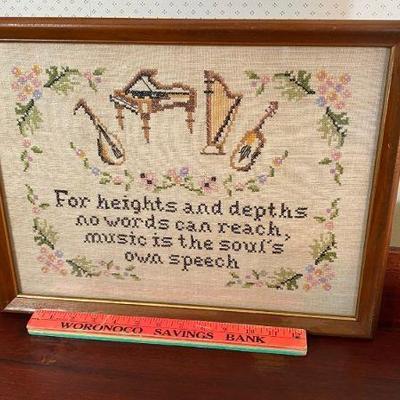 For heights and depths
no words can reach,
music is the soul's
own speech
WORONOCO SAVINGS BANK